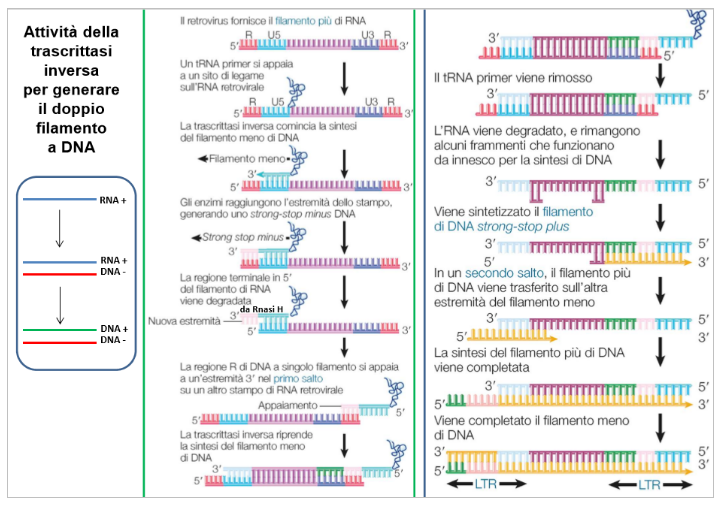 Attività della
trascrittasi
inversa
per generare
il doppio
filamento
a DNA
RNA +
RNA +
DNA -
DNA +
DNA -
Il retrovirus fornisce il filamento più di RNA
R U5 U3 R
5' 3'
Un tRNA primer si appaia
a un sito di legame
sull'RNA retrovirale
R U5 U3 R
5' 3'
La trascrittasi inversa comincia la sintesi
del filamento meno di DNA
Filamento meno
3'
5' 3'
Gli enzimi raggiungono l'estremità dello stampo,
generando uno strong-stop minus DNA
Strong stop minus
3'
5' 3'
La regione terminale in 5'
del filamento di RNA
viene degradata
da Rnasi H
3'
Nuova estremità
5' 3'
La regione R di DNA a singolo filamento si appaia
a un'estremità 3' nel primo salto
su un altro stampo di RNA retrovirale
Appaiamento
3' 5'
5' 3'
La trascrittasi inversa riprende
la sintesi del filamento meno
di DNA
3' 5'
5' 3'
3'
5' 5'
Il tRNA primer viene rimosso
3' 5'
5' 3'
L'RNA viene degradato, e rimangono
alcuni frammenti che funzionano
da innesco per la sintesi di DNA
3' 5'
Viene sintetizzato il filamento
di DNA strong-stop plus
3' 5'
5' 3'
In un secondo salto, il filamento più
di DNA viene trasferito sull'altra
estremità del filamento meno
3' 5'
5' 3'
La sintesi del filamento più di DNA
viene completata
3' 5'
5' 3'
Viene completato il filamento meno
di DNA
3' 5'
5' 3'
LTR LTR